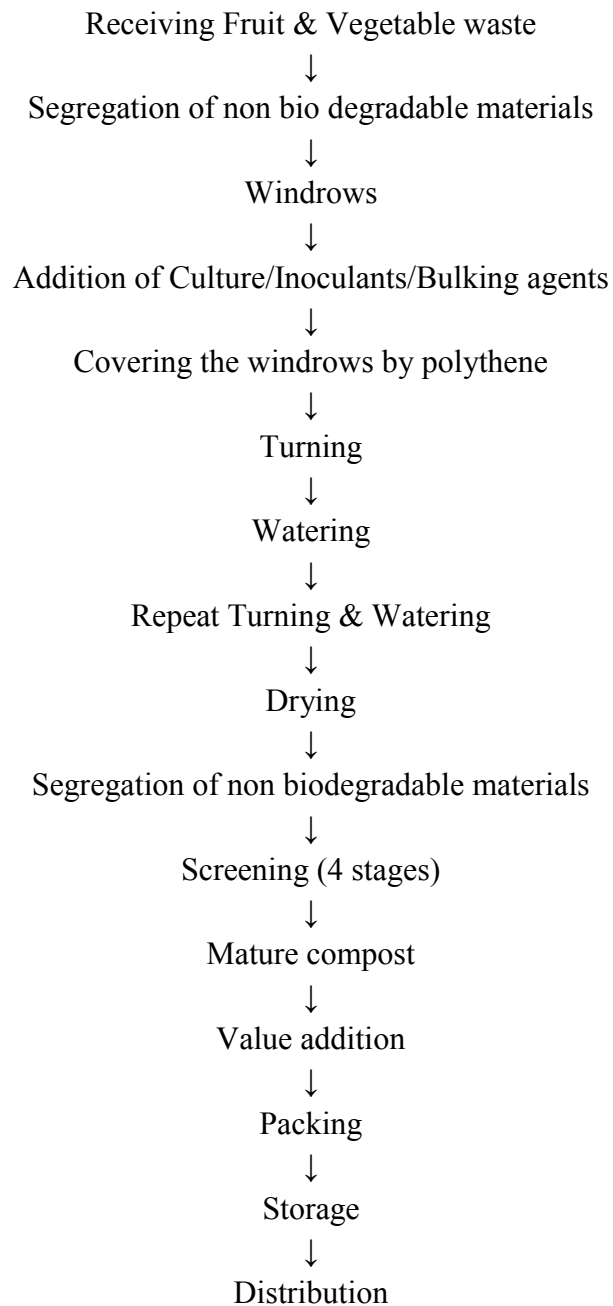 Receiving Fruit & Vegetable waste
↓
Segregation of non bio degradable materials
↓
Windrows
↓
Addition of Culture/Inoculants/Bulking agents
↓
Covering the windrows by polythene
↓
Turning
↓
Watering
↓
Repeat Turning & Watering
↓
Drying
↓
Segregation of non biodegradable materials
↓
Screening (4 stages)
↓
Mature compost
↓
Value addition
↓
Packing
↓
Storage
↓
Distribution